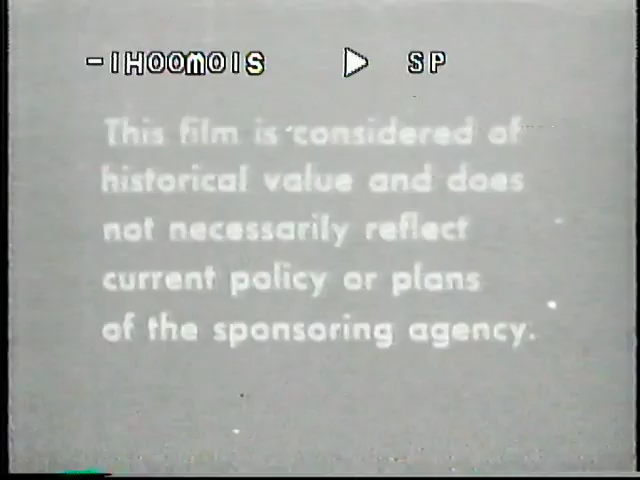 -1H00M01S ▶ SP
This film is considered of
historical value and does
not necessarily reflect
current policy or plans
of the sponsoring agency.